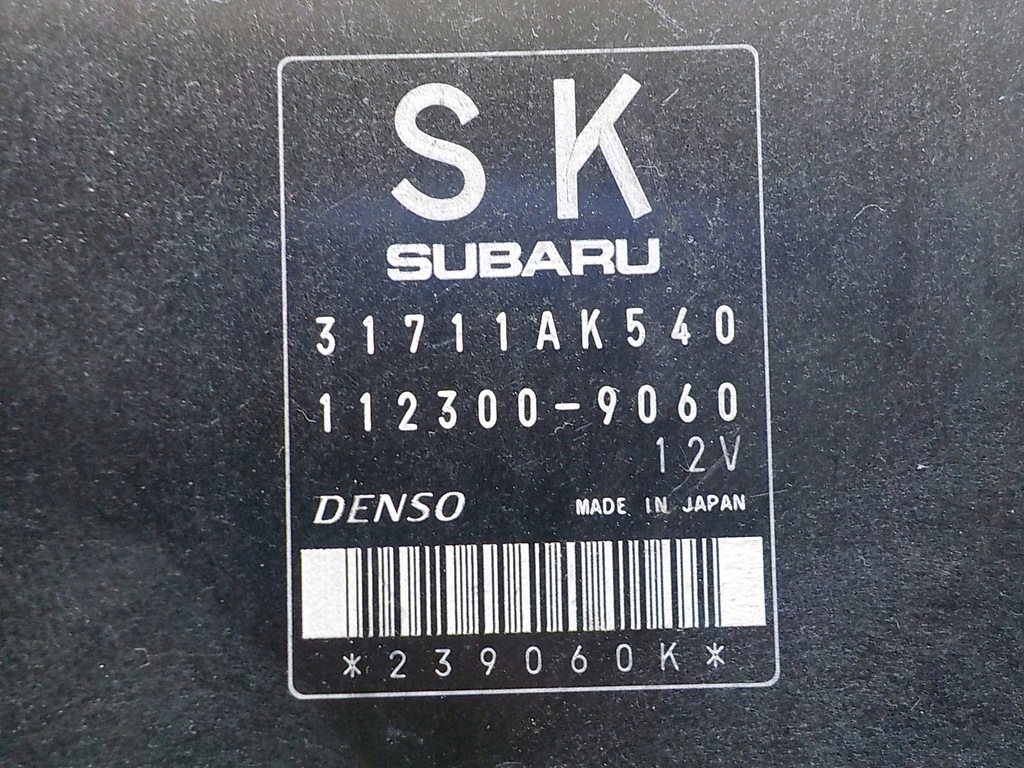 SK
SUBARU
31711AK540
112300-9060
12V
DENSO MADE IN JAPAN
*239060K*